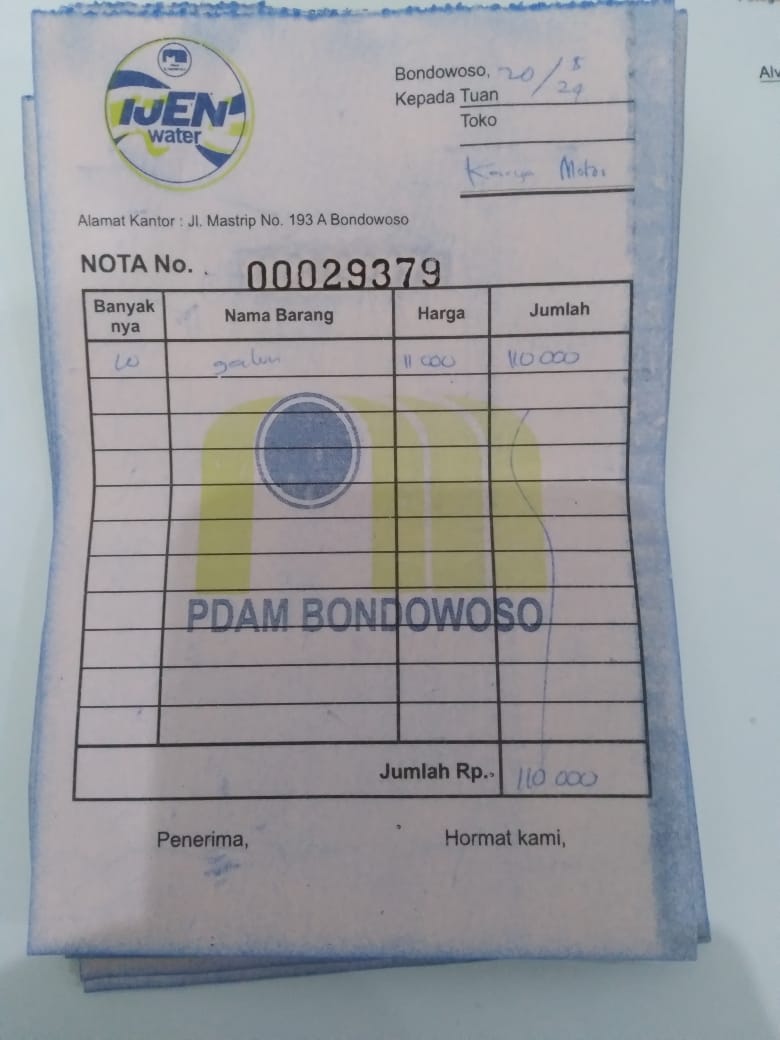 IJEN
water
Bondowoso, 20/8
24
Kepada Tuan
Toko
Karya Motor
Alamat Kantor : Jl. Mastrip No. 193 A Bondowoso
NOTA No. . 00029379
Banyak nya Nama Barang Harga Jumlah
10 galon 11 000 110 000
PDAM BONDOWOSO
Jumlah Rp.. 110 000
Penerima, Hormat kami,